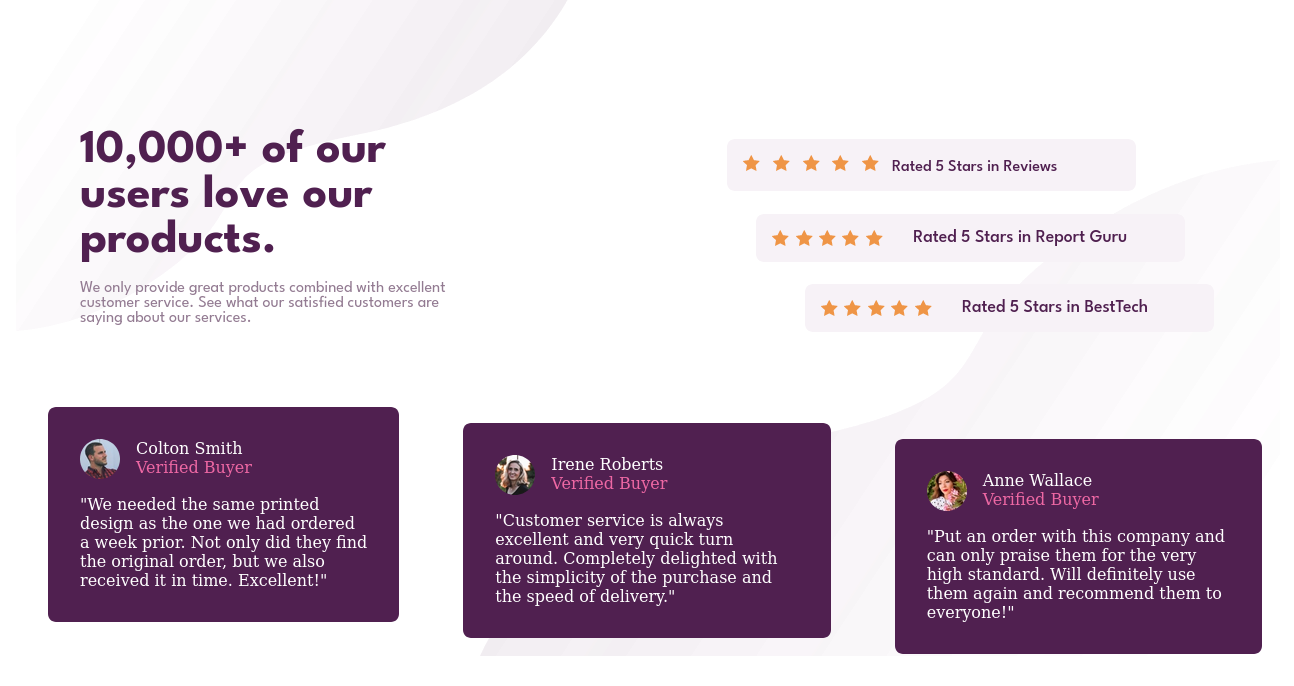 10,000+ of our
users love our
products.
We only provide great products combined with excellent
customer service. See what our satisfied customers are
saying about our services.
Rated 5 Stars in Reviews
Rated 5 Stars in Report Guru
Rated 5 Stars in BestTech
Colton Smith
Verified Buyer
"We needed the same printed
design as the one we had ordered
a week prior. Not only did they find
the original order, but we also
received it in time. Excellent!"
Irene Roberts
Verified Buyer
"Customer service is always
excellent and very quick turn
around. Completely delighted with
the simplicity of the purchase and
the speed of delivery."
Anne Wallace
Verified Buyer
"Put an order with this company and
can only praise them for the very
high standard. Will definitely use
them again and recommend them to
everyone!"